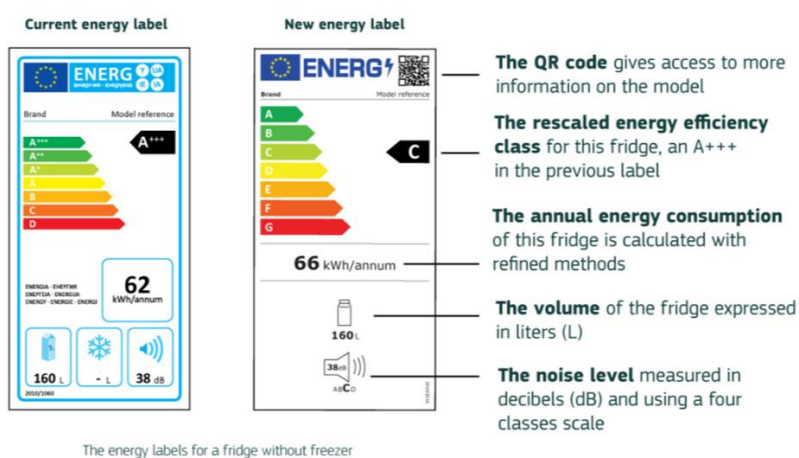 Current energy label
New energy label
ENERG
Y UA
IE IA
енергия · ενεργεια
Brand
Model reference
A+++
A++
A+
A
B
C
D
A+++
ENERGIA · ЕНЕРГИЯ
ΕΝΕΡΓΕΙΑ · ENERGIJA
ENERGY · ENERGIE · ENERGI
62
kWh/annum
160 L
- L
38 dB
2010/1060
ENERG
Brand
Model reference
A
B
C
D
E
F
G
C
66 kWh/annum
160 L
38dB
ABCD
The QR code gives access to more
information on the model
The rescaled energy efficiency
class for this fridge, an A+++
in the previous label
The annual energy consumption
of this fridge is calculated with
refined methods
The volume of the fridge expressed
in liters (L)
The noise level measured in
decibels (dB) and using a four
classes scale
The energy labels for a fridge without freezer